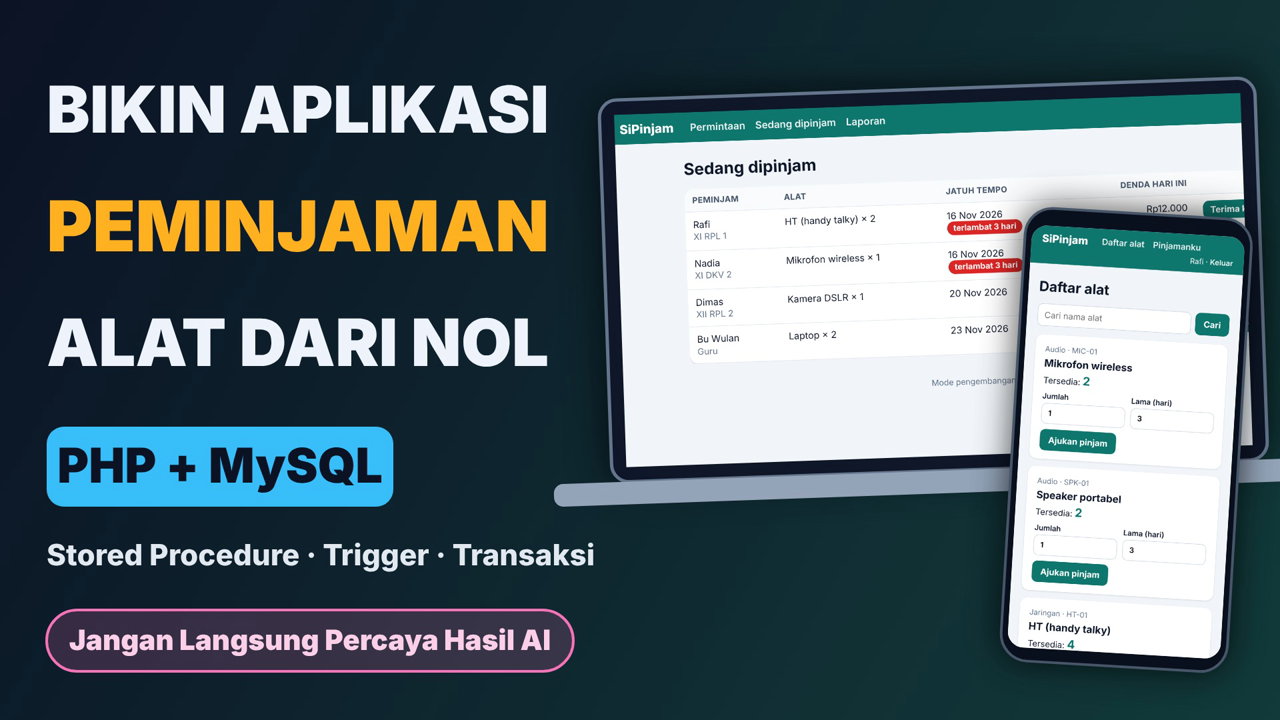 BIKIN APLIKASI
PEMINJAMAN
ALAT DARI NOL
PHP + MySQL
Stored Procedure · Trigger · Transaksi
Jangan Langsung Percaya Hasil AI
SiPinjam Permintaan Sedang dipinjam Laporan
Sedang dipinjam
PEMINJAM ALAT JATUH TEMPO DENDA HARI INI
Rafi HT (handy talky) × 2 16 Nov 2026 Rp12.000 Terima
XI RPL 1 terlambat 3 hari
Nadia Mikrofon wireless × 1 16 Nov 2026
XI DKV 2 terlambat 3 hari
Dimas Kamera DSLR × 1 20 Nov 2026
XII RPL 2
Bu Wulan Laptop × 2 23 Nov 2026
Guru
Mode pengembangan
SiPinjam Daftar alat Pinjamanku
Rafi · Keluar
Daftar alat
Cari nama alat Cari
Audio · MIC-01
Mikrofon wireless
Tersedia: 2
Jumlah Lama (hari)
1 3
Ajukan pinjam
Audio · SPK-01
Speaker portabel
Tersedia: 2
Jumlah Lama (hari)
1 3
Ajukan pinjam
Jaringan · HT-01
HT (handy talky)
Tersedia: 4